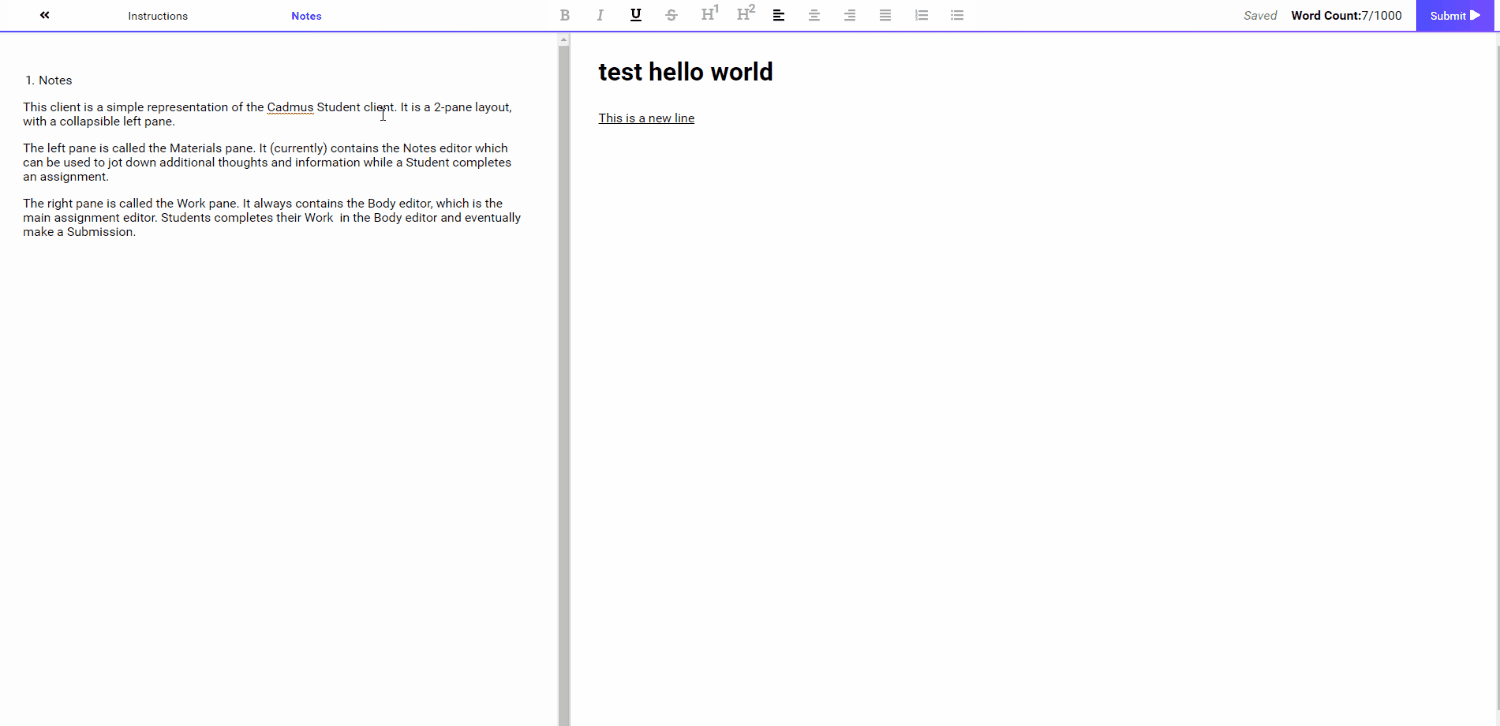 Instructions
Notes
B I U S H1 H2
Saved
Word Count:7/1000
Submit
1. Notes
This client is a simple representation of the Cadmus Student client. It is a 2-pane layout,
with a collapsible left pane.
The left pane is called the Materials pane. It (currently) contains the Notes editor which
can be used to jot down additional thoughts and information while a Student completes
an assignment.
The right pane is called the Work pane. It always contains the Body editor, which is the
main assignment editor. Students completes their Work  in the Body editor and eventually
make a Submission.
test hello world
This is a new line